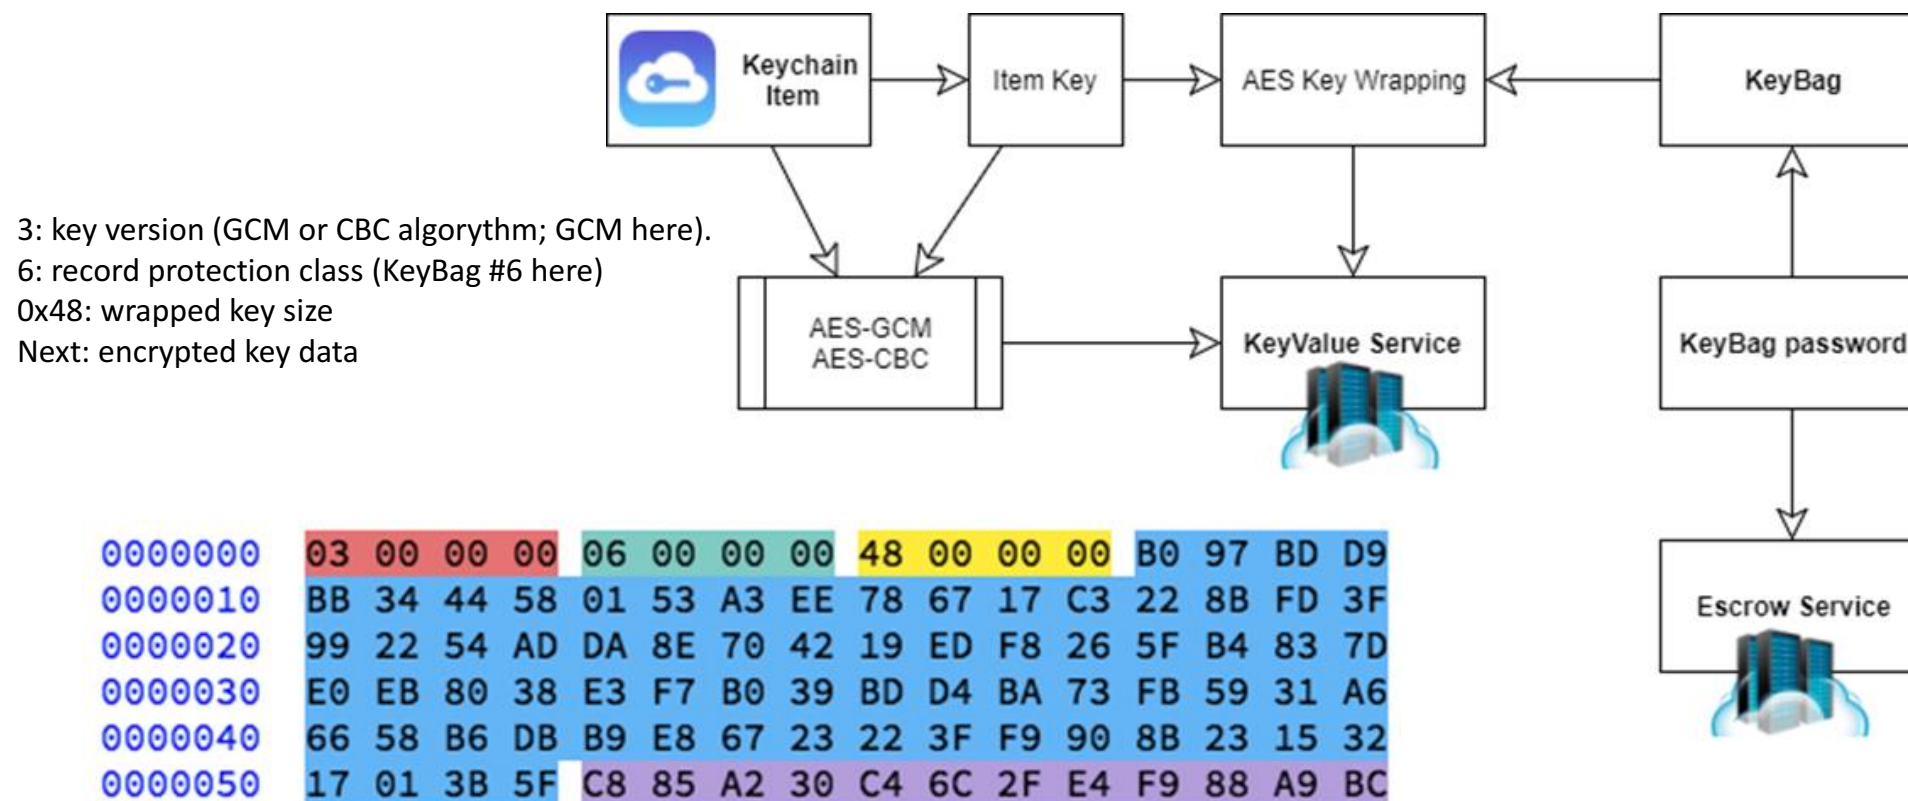 Keychain
Item
Item Key
AES Key Wrapping
KeyBag
3: key version (GCM or CBC algorythm; GCM here).
6: record protection class (KeyBag #6 here)
0x48: wrapped key size
Next: encrypted key data
AES-GCM
AES-CBC
KeyValue Service
KeyBag password
Escrow Service
0000000 03 00 00 00 06 00 00 00 48 00 00 00 B0 97 BD D9
0000010 BB 34 44 58 01 53 A3 EE 78 67 17 C3 22 8B FD 3F
0000020 99 22 54 AD DA 8E 70 42 19 ED F8 26 5F B4 83 7D
0000030 E0 EB 80 38 E3 F7 B0 39 BD D4 BA 73 FB 59 31 A6
0000040 66 58 B6 DB B9 E8 67 23 22 3F F9 90 8B 23 15 32
0000050 17 01 3B 5F C8 85 A2 30 C4 6C 2F E4 F9 88 A9 BC